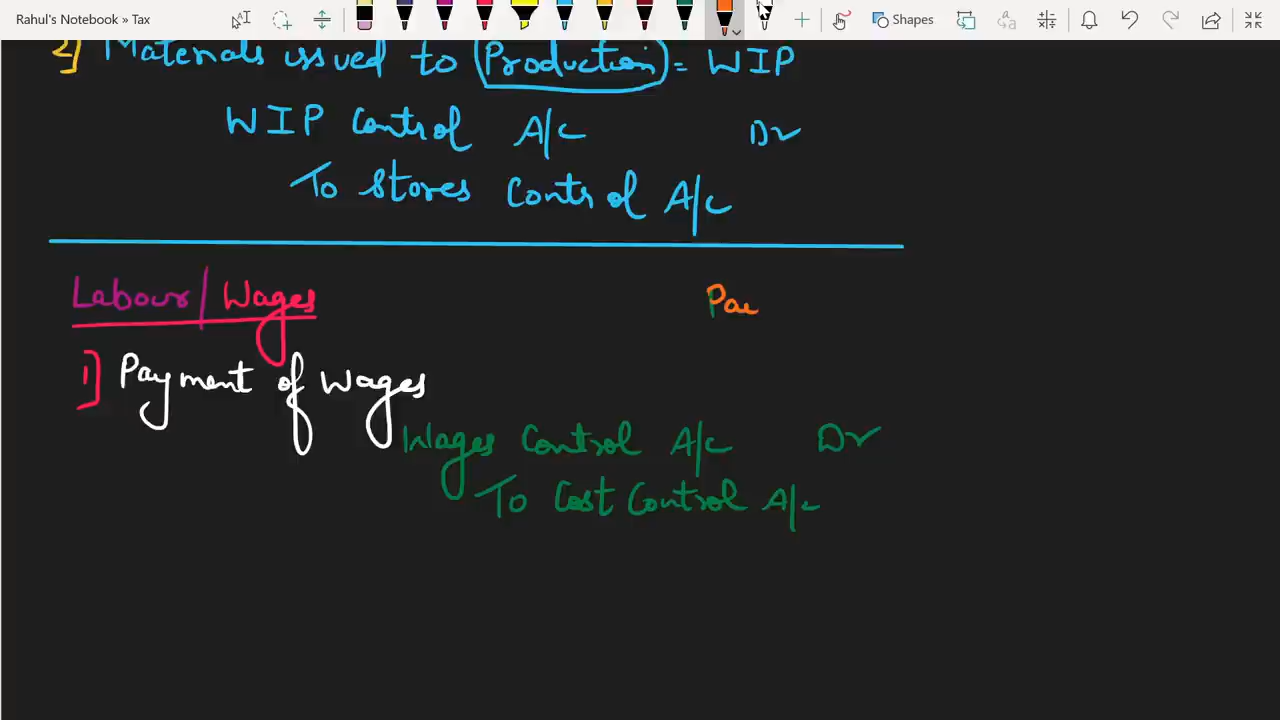 Rahul's Notebook » Tax
Shapes
2] Materials issued to (Production) = WIP
WIP Control A/c Dr
To Stores Control A/c
Labour/Wages
Pau
1] Payment of Wages
Wages Control A/c Dr
To Cost Control A/c